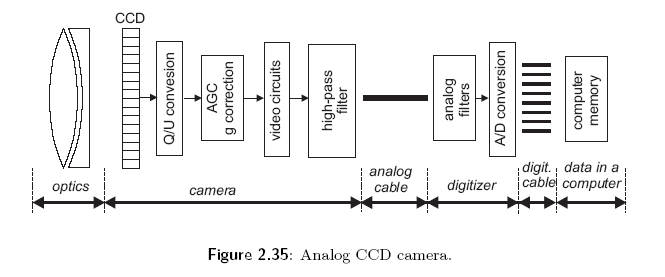 CCD
Q/U convesion
AGC
g correction
video circuits
high-pass
filter
analog
filters
A/D conversion
computer
memory
optics
camera
analog
cable
digitizer
digit.
cable
data in a
computer
Figure 2.35: Analog CCD camera.